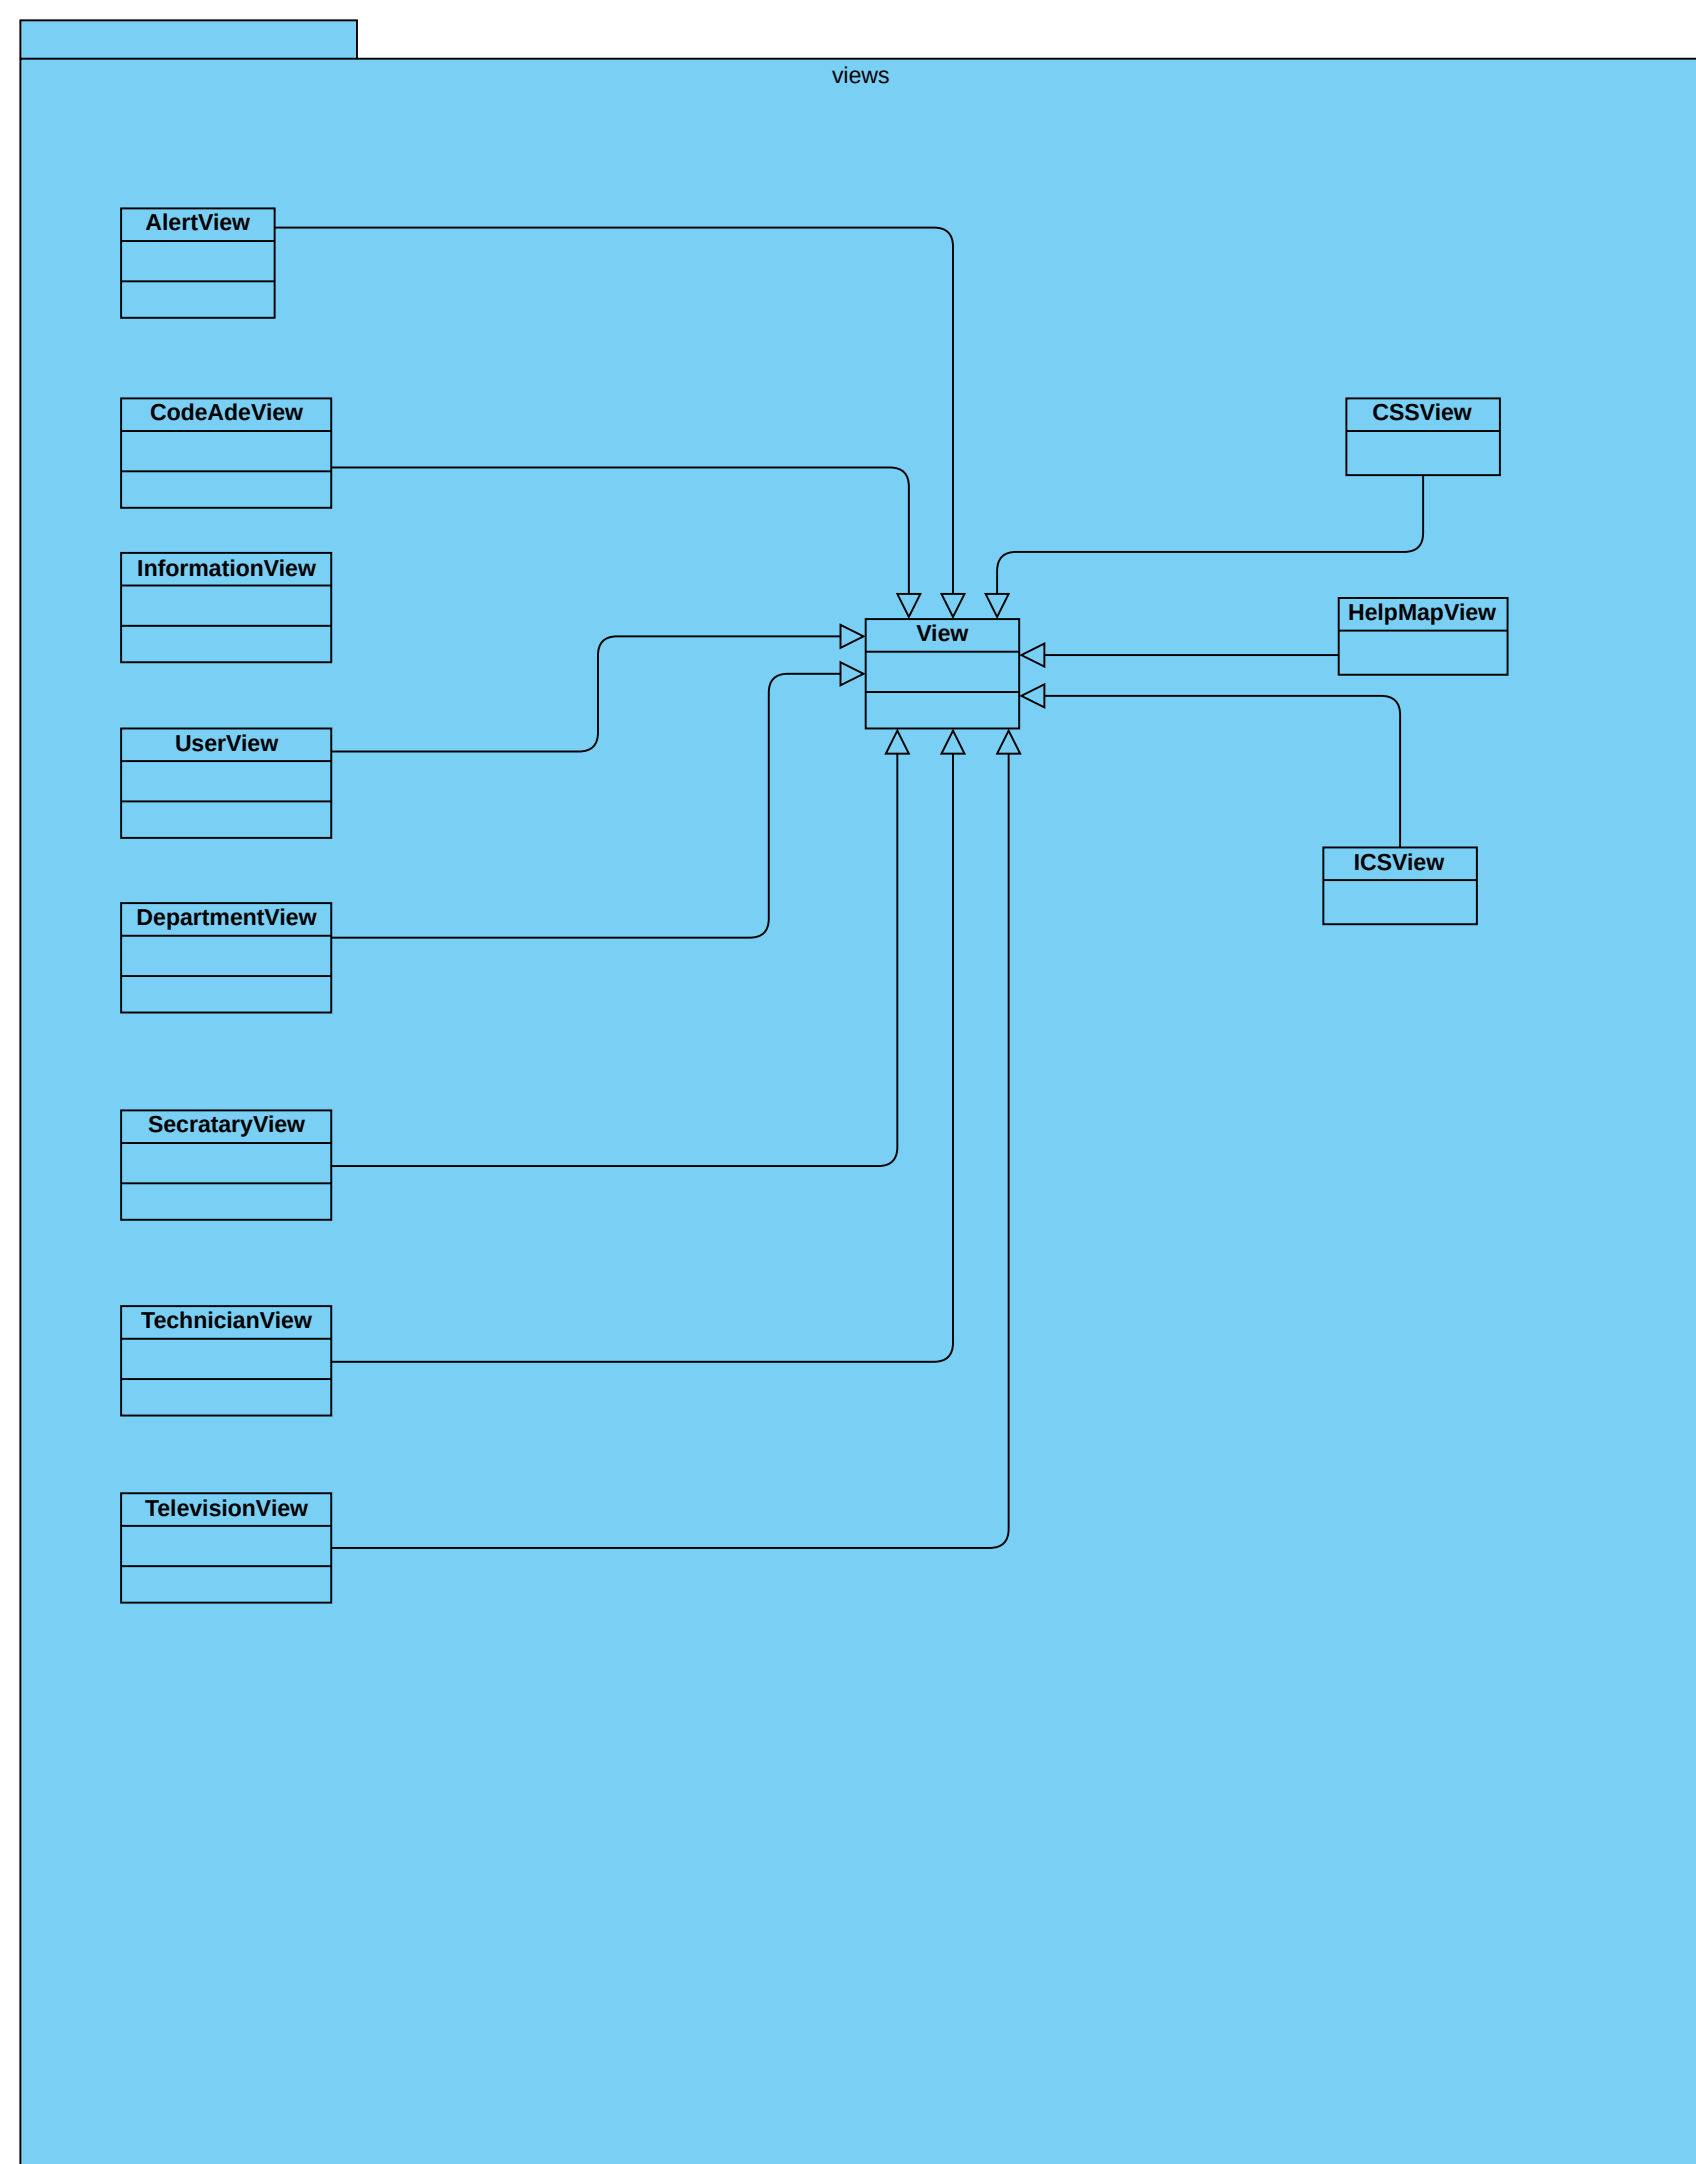 views
AlertView
CodeAdeView
CSSView
InformationView
HelpMapView
View
UserView
ICSView
DepartmentView
SecrataryView
TechnicianView
TelevisionView